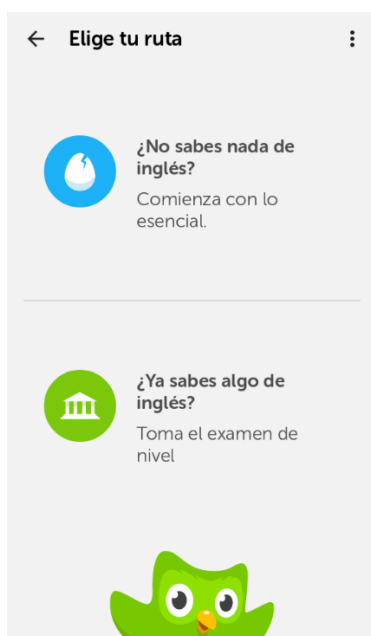 Elige tu ruta
¿No sabes nada de
inglés?
Comienza con lo
esencial.
¿Ya sabes algo de
inglés?
Toma el examen de
nivel